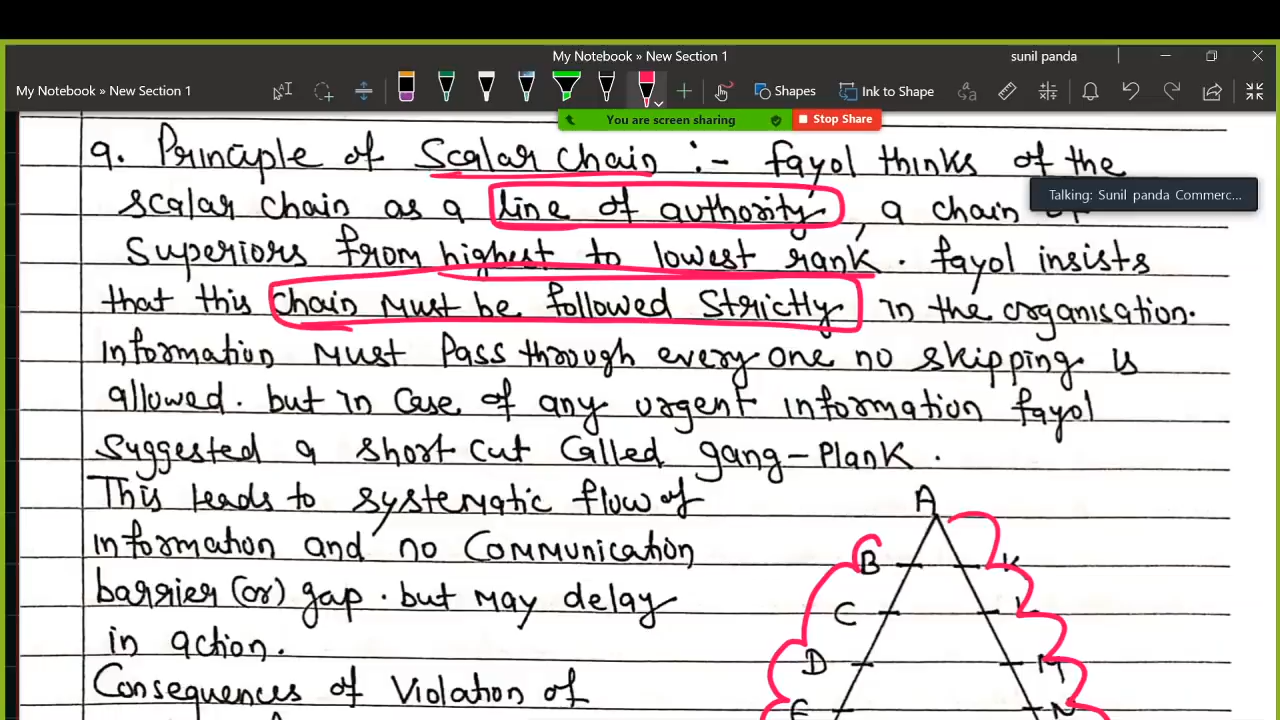 My Notebook » New Section 1
sunil panda
My Notebook » New Section 1
Shapes
Ink to Shape
You are screen sharing
Stop Share
Talking: Sunil panda Commerc...
9. Principle of Scalar Chain :- fayol thinks of the
scalar chain as a line of authority, a chain of
Superiors from highest to lowest rank. fayol insists
that this chain Must be followed Strictly in the organisation.
Information Must Pass through every one no skipping is
allowed. but in Case of any urgent information fayol
suggested a short cut Called gang-Plank.
This leads to systematic flow of
information and no Communication
barrier (or) gap. but may delay
in action.
Consequences of Violation of
A
B K
C L
D M
E N